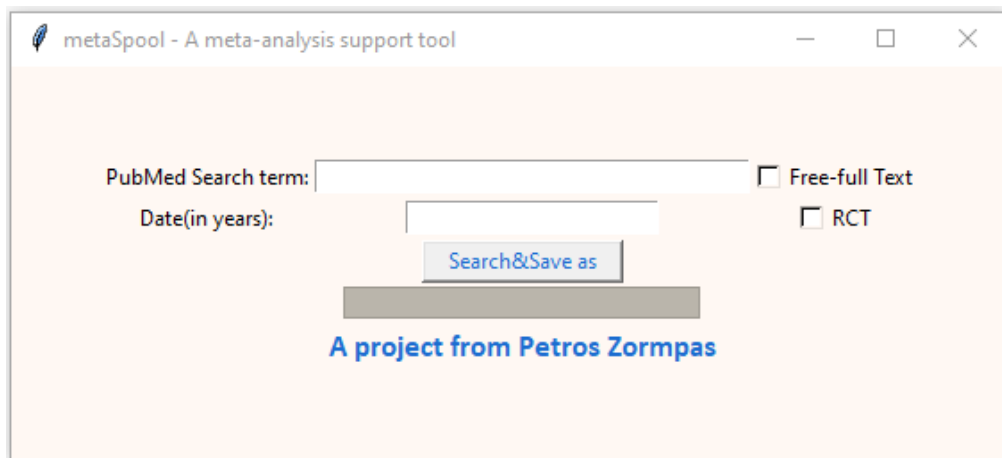 metaSpool - A meta-analysis support tool
PubMed Search term: Free-full Text
Date(in years): RCT
Search&Save as
A project from Petros Zormpas